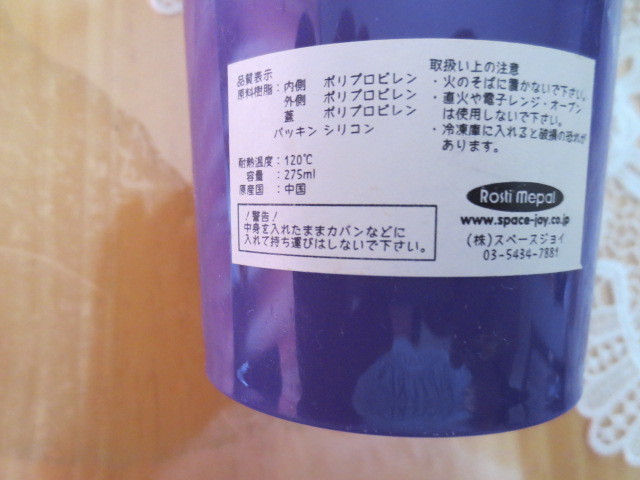 品質表示
原料樹脂：内側 ポリプロピレン
外側 ポリプロピレン
蓋 ポリプロピレン
パッキン シリコン
耐熱温度：120℃
容量：275ml
原産国：中国
！警告！
中身を入れたままカバンなどに
入れて持ち運びはしないで下さい。
取扱い上の注意
・火のそばに置かないで下さい。
・直火や電子レンジ・オーブン
は使用しないで下さい。
・冷凍庫に入れると破損の恐れが
あります。
Rosti Mepal
www.space-joy.co.jp
(株)スペースジョイ
03-5434-7881